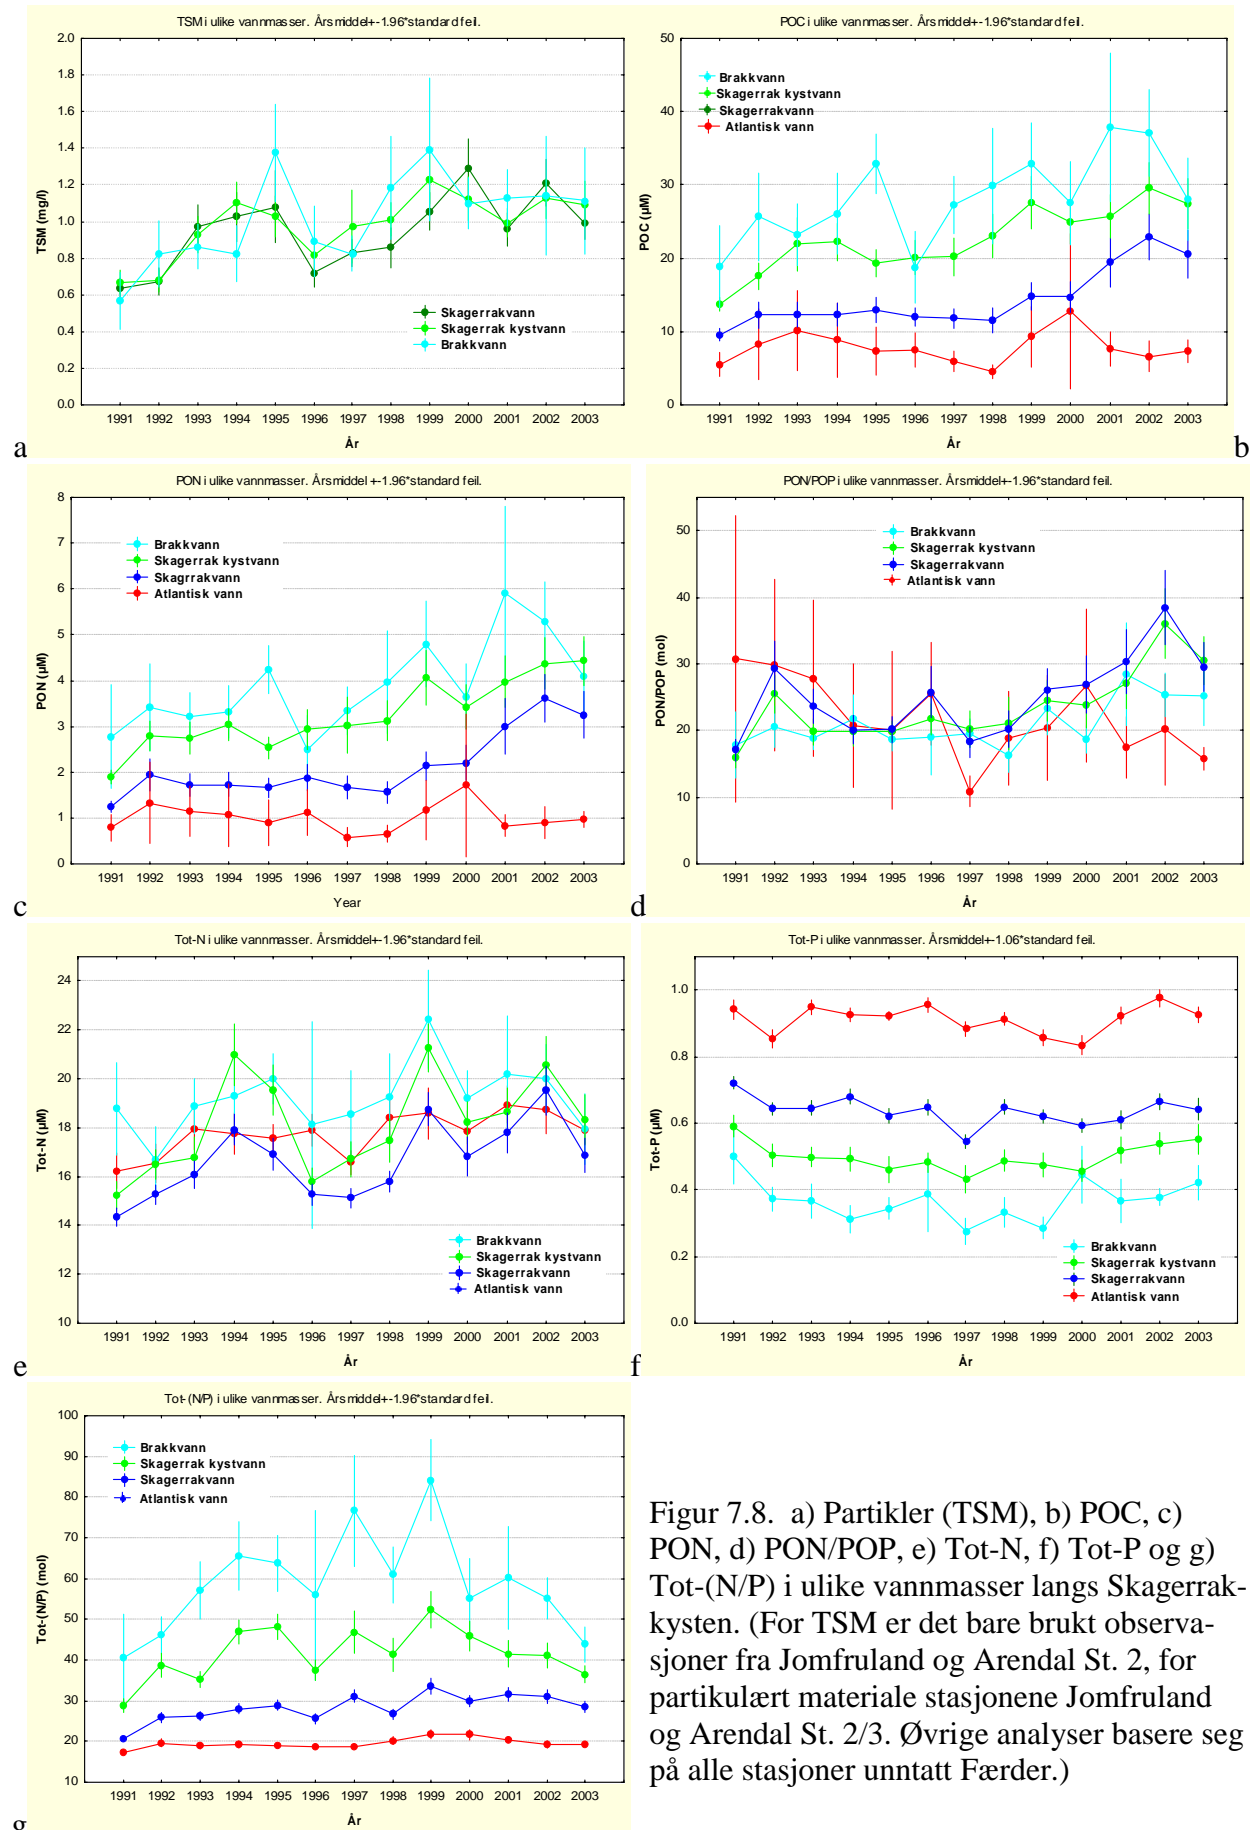 TSM i ulike vannmasser. Årsmiddel+-1.96*standard feil.
2.0
1.8
1.6
1.4
1.2
1.0
0.8
0.6
0.4
0.2
0.0
TSM (mg/l)
Skagerrakvann
Skagerrak kystvann
Brakkvann
1991 1992 1993 1994 1995 1996 1997 1998 1999 2000 2001 2002 2003
År
a
POC i ulike vannmasser. Årsmiddel+-1.96*standard feil.
50
40
30
20
10
0
POC (µM)
Brakkvann
Skagerrak kystvann
Skagerrakvann
Atlantisk vann
1991 1992 1993 1994 1995 1996 1997 1998 1999 2000 2001 2002 2003
År
b
PON i ulike vannmasser. Årsmiddel +-1.96*standard feil.
8
7
6
5
4
3
2
1
0
PON (µM)
Brakkvann
Skagerrak kystvann
Skagrrakvann
Atlantisk vann
1991 1992 1993 1994 1995 1996 1997 1998 1999 2000 2001 2002 2003
Year
c
PON/POP i ulike vannmasser. Årsmiddel+-1.96*standard feil.
50
40
30
20
10
0
PON/POP (mol)
Brakkvann
Skagerrak kystvann
Skagerrakvann
Atlantisk vann
1991 1992 1993 1994 1995 1996 1997 1998 1999 2000 2001 2002 2003
År
d
Tot-N i ulike vannmasser. Årsmiddel+-1.96*standard feil.
24
22
20
18
16
14
12
10
Tot-N (µM)
Brakkvann
Skagerrak kystvann
Skagerrakvann
Atlantisk vann
1991 1992 1993 1994 1995 1996 1997 1998 1999 2000 2001 2002 2003
År
e
Tot-P i ulike vannmasser. Årsmiddel+-1.06*standard feil.
1.0
0.8
0.6
0.4
0.2
0.0
Tot-P (µM)
Brakkvann
Skagerrak kystvann
Skagerrakvann
Atlantisk vann
1991 1992 1993 1994 1995 1996 1997 1998 1999 2000 2001 2002 2003
År
f
Tot-(N/P) i ulike vannmasser. Årsmiddel+-1.96*standard feil.
100
90
80
70
60
50
40
30
20
10
Tot-(N/P) (mol)
Brakkvann
Skagerrak kystvann
Skagerrakvann
Atlantisk vann
1991 1992 1993 1994 1995 1996 1997 1998 1999 2000 2001 2002 2003
År
g
Figur 7.8. a) Partikler (TSM), b) POC, c)
PON, d) PON/POP, e) Tot-N, f) Tot-P og g)
Tot-(N/P) i ulike vannmasser langs Skagerrak-
kysten. (For TSM er det bare brukt observa-
sjoner fra Jomfruland og Arendal St. 2, for
partikulært materiale stasjonene Jomfruland
og Arendal St. 2/3. Øvrige analyser basere seg
på alle stasjoner unntatt Færder.)